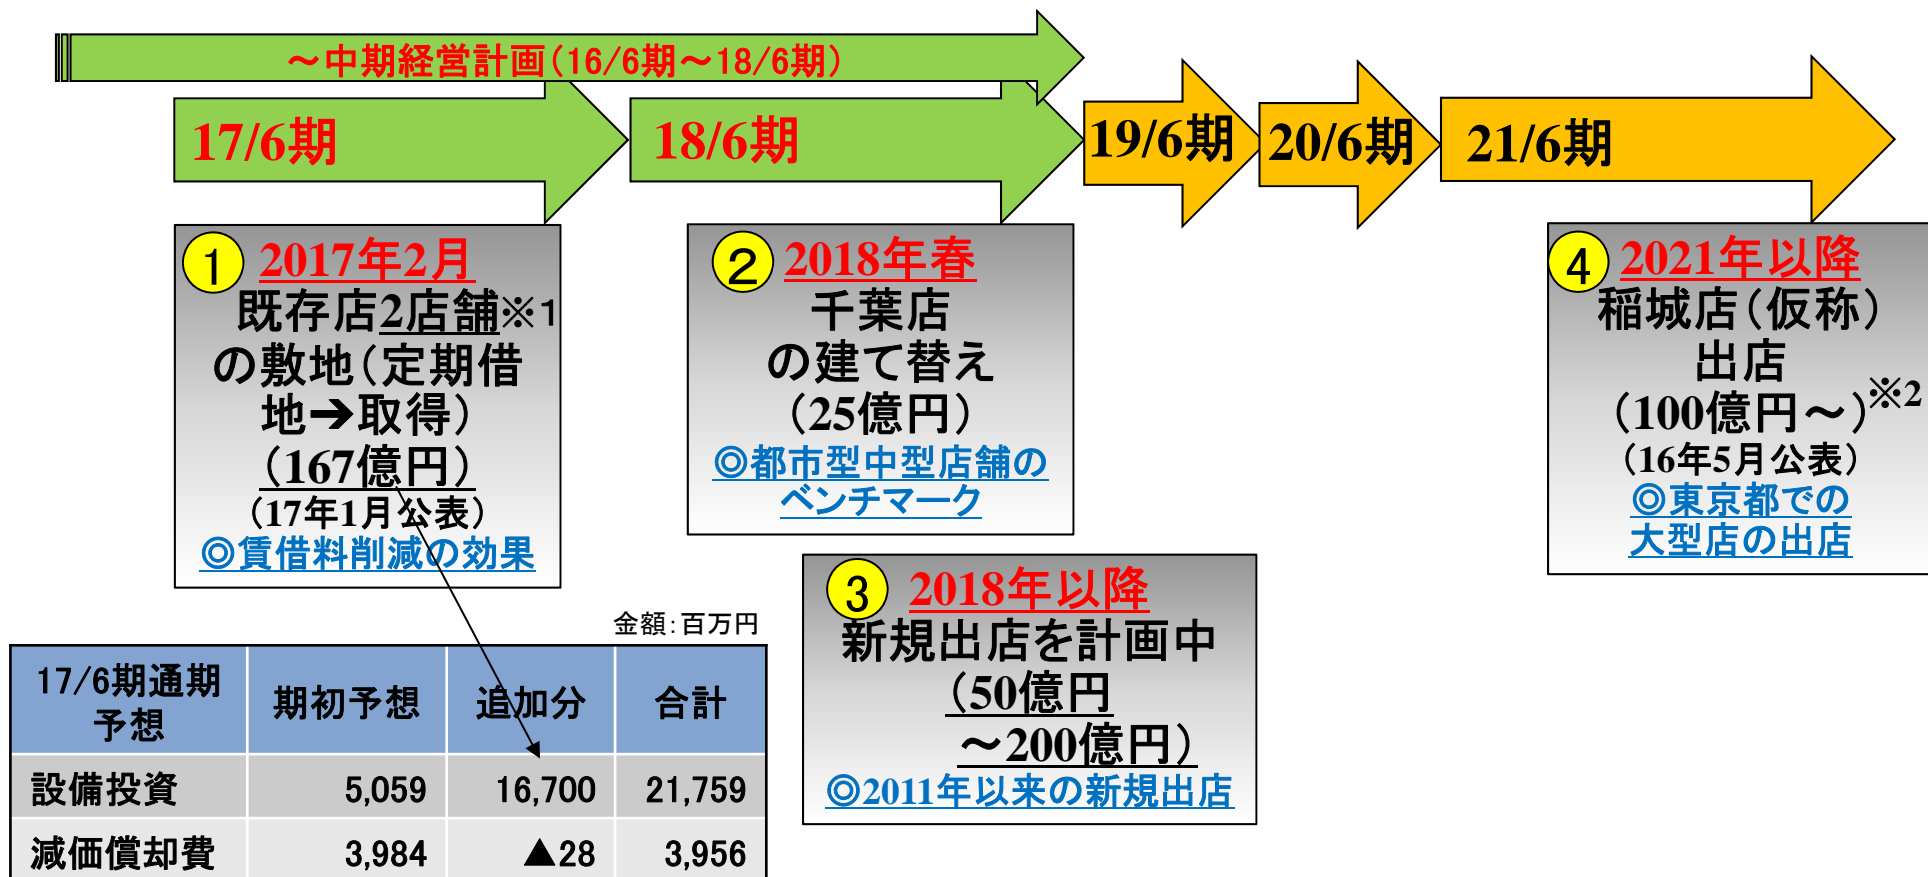 ～中期経営計画(16/6期～18/6期)
17/6期
18/6期
19/6期
20/6期
21/6期
1
2017年2月
既存店2店舗※1
の敷地(定期借
地➔取得)
(167億円)
(17年1月公表)
◎賃借料削減の効果
2
2018年春
千葉店
の建て替え
(25億円)
◎都市型中型店舗の
ベンチマーク
3
2018年以降
新規出店を計画中
(50億円
～200億円)
◎2011年以来の新規出店
4
2021年以降
稲城店(仮称)
出店
(100億円～)※2
(16年5月公表)
◎東京都での
大型店の出店
金額:百万円
17/6期通期
予想
期初予想 追加分 合計
設備投資 5,059 16,700 21,759
減価償却費 3,984 ▲28 3,956